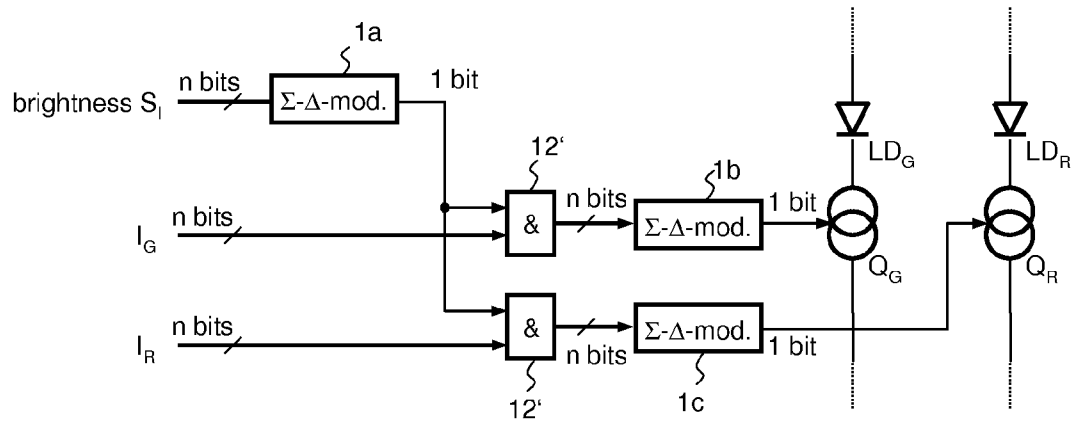 1a
n bits
1 bit
brightness S_I
Σ-Δ-mod.
LD_G
LD_R
12'
1b
n bits
n bits
1 bit
I_G
&
Σ-Δ-mod.
Q_G
Q_R
n bits
I_R
&
Σ-Δ-mod.
n bits
1 bit
12'
1c